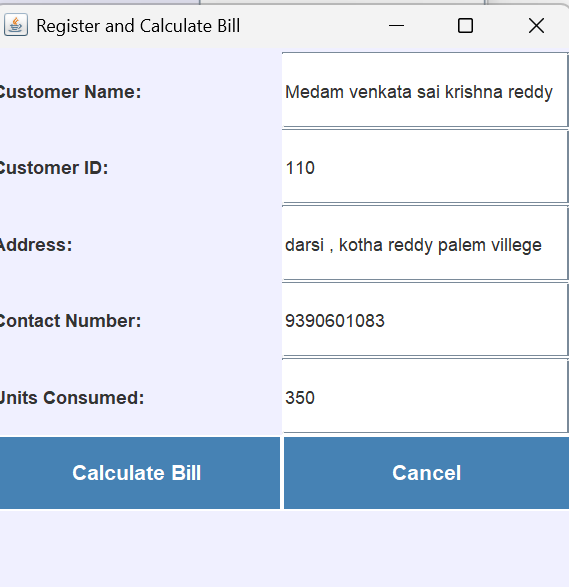 Register and Calculate Bill
Customer Name: Medam venkata sai krishna reddy
Customer ID: 110
Address: darsi , kotha reddy palem villege
Contact Number: 9390601083
Units Consumed: 350
Calculate Bill Cancel